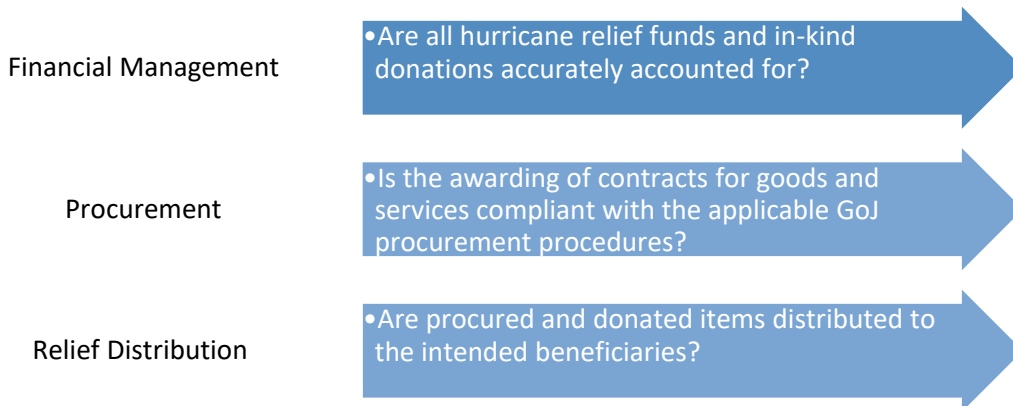 Financial Management
•Are all hurricane relief funds and in-kind
donations accurately accounted for?
Procurement
•Is the awarding of contracts for goods and
services compliant with the applicable GoJ
procurement procedures?
Relief Distribution
•Are procured and donated items distributed to
the intended beneficiaries?